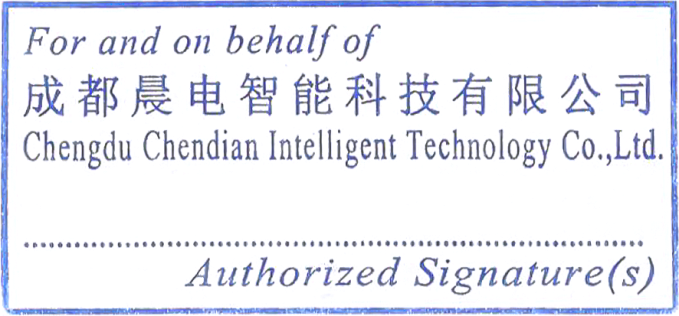 For and on behalf of
成都晨电智能科技有限公司
Chengdu Chendian Intelligent Technology Co.,Ltd.
Authorized Signature(s)